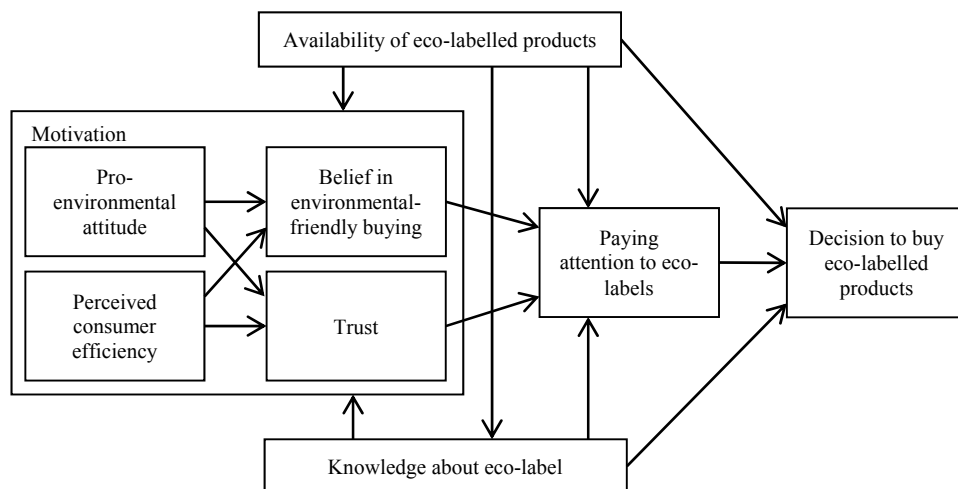 Availability of eco-labelled products
Motivation
Pro-
environmental
attitude
Belief in
environmental-
friendly buying
Perceived
consumer
efficiency
Trust
Paying
attention to eco-
labels
Decision to buy
eco-labelled
products
Knowledge about eco-label